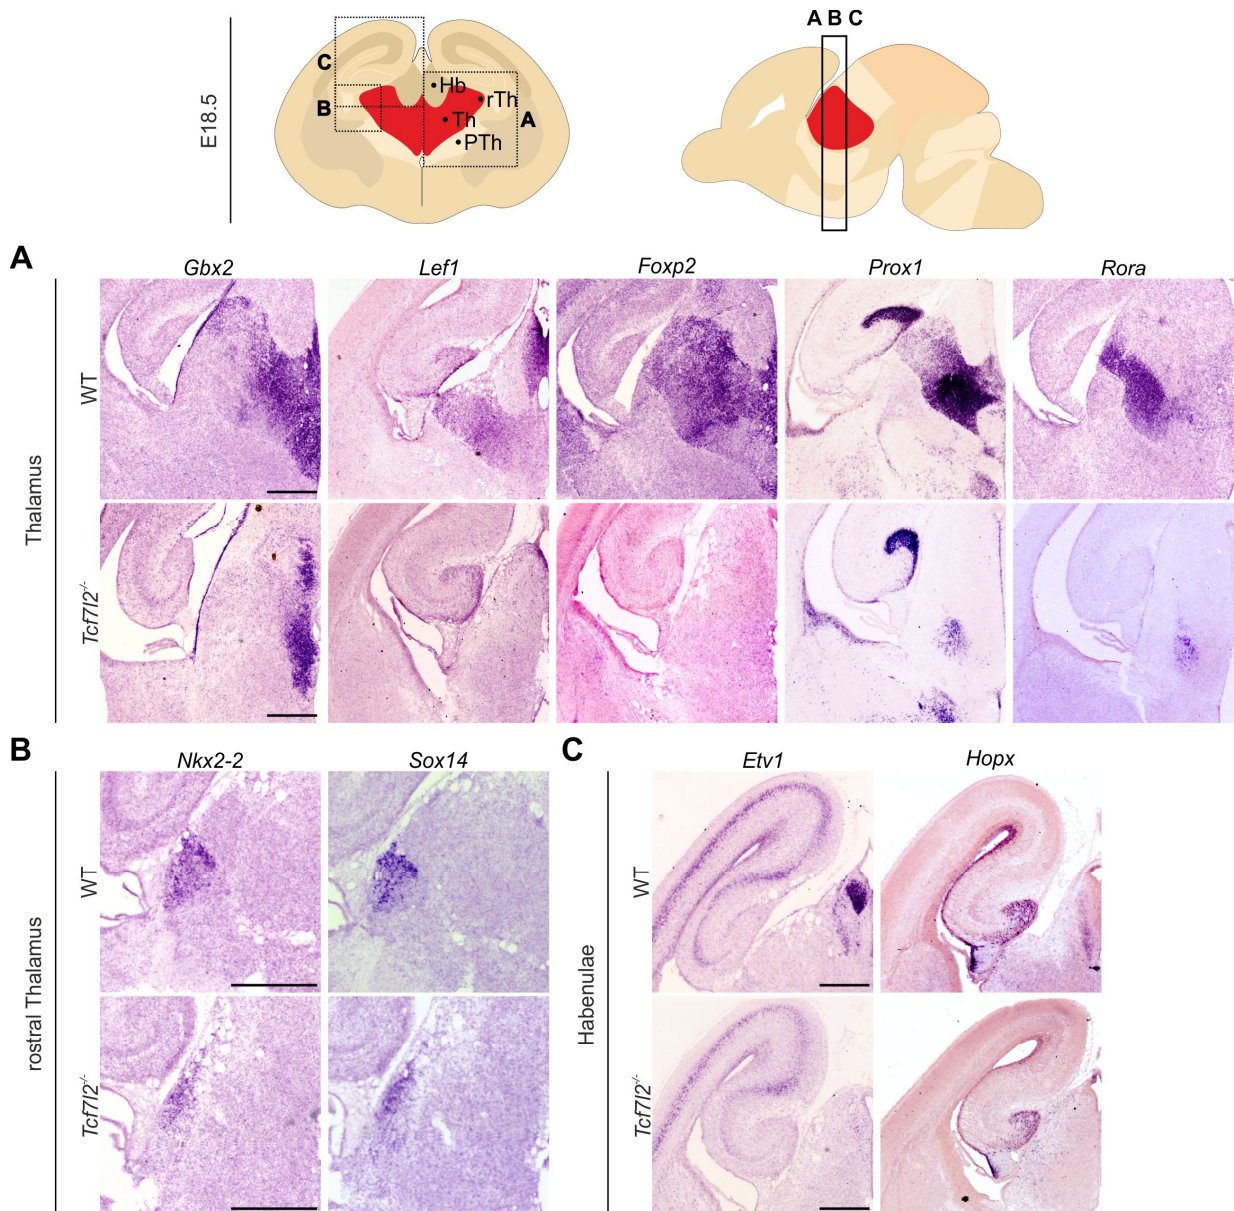 E18.5
C
B
A
Hb
rTh
Th
PTh
A B C
A
Gbx2 Lef1 Foxp2 Prox1 Rora
Thalamus
WT
Tcf7l2-/-
B
Nkx2-2 Sox14
rostral Thalamus
WT
Tcf7l2-/-
C
Etv1 Hopx
Habenulae
WT
Tcf7l2-/-